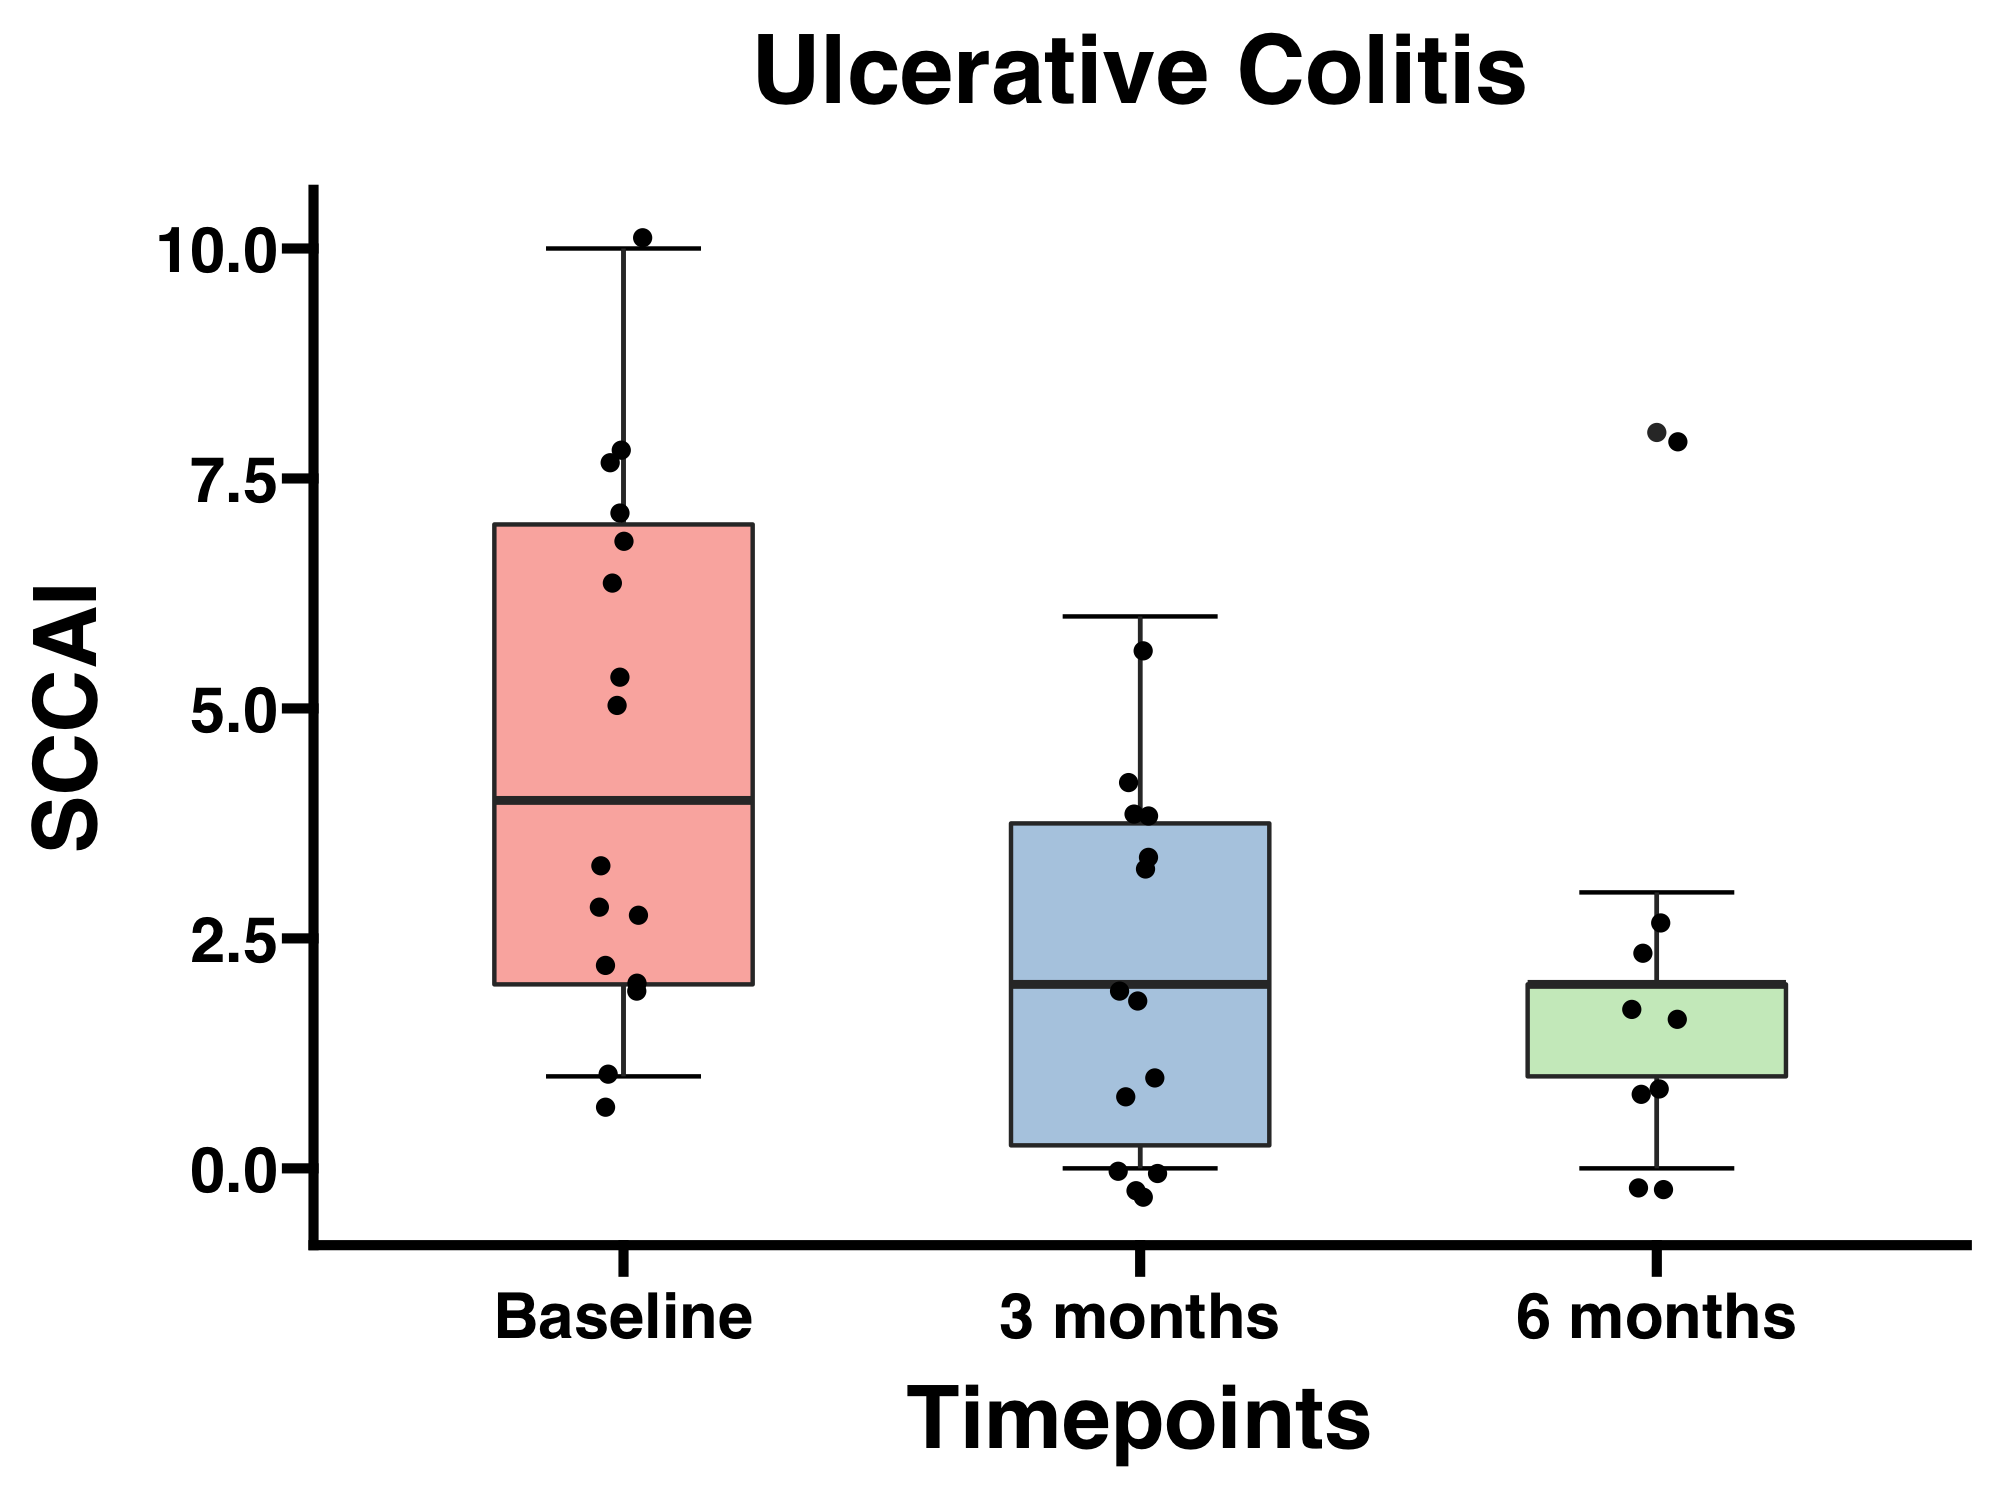 Ulcerative Colitis
SCCAI
10.0
7.5
5.0
2.5
0.0
Baseline
3 months
6 months
Timepoints